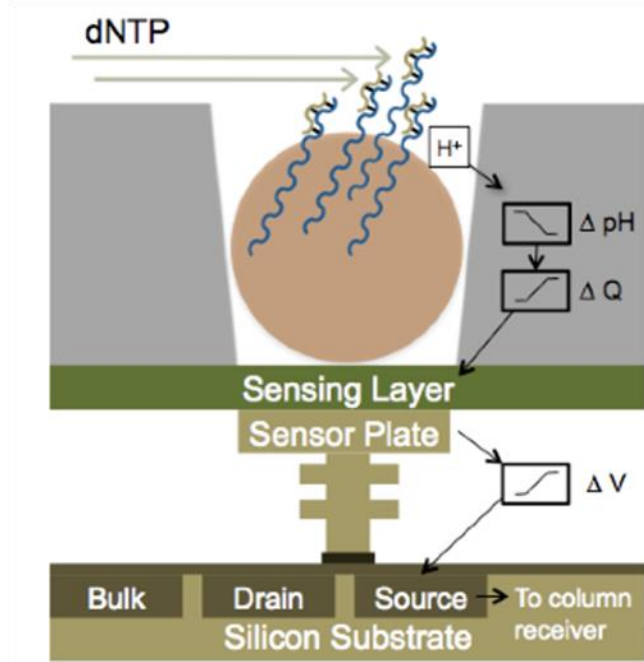 dNTP
H⁺
Δ pH
Δ Q
Sensing Layer
Sensor Plate
Δ V
Bulk
Drain
Source
To column
receiver
Silicon Substrate